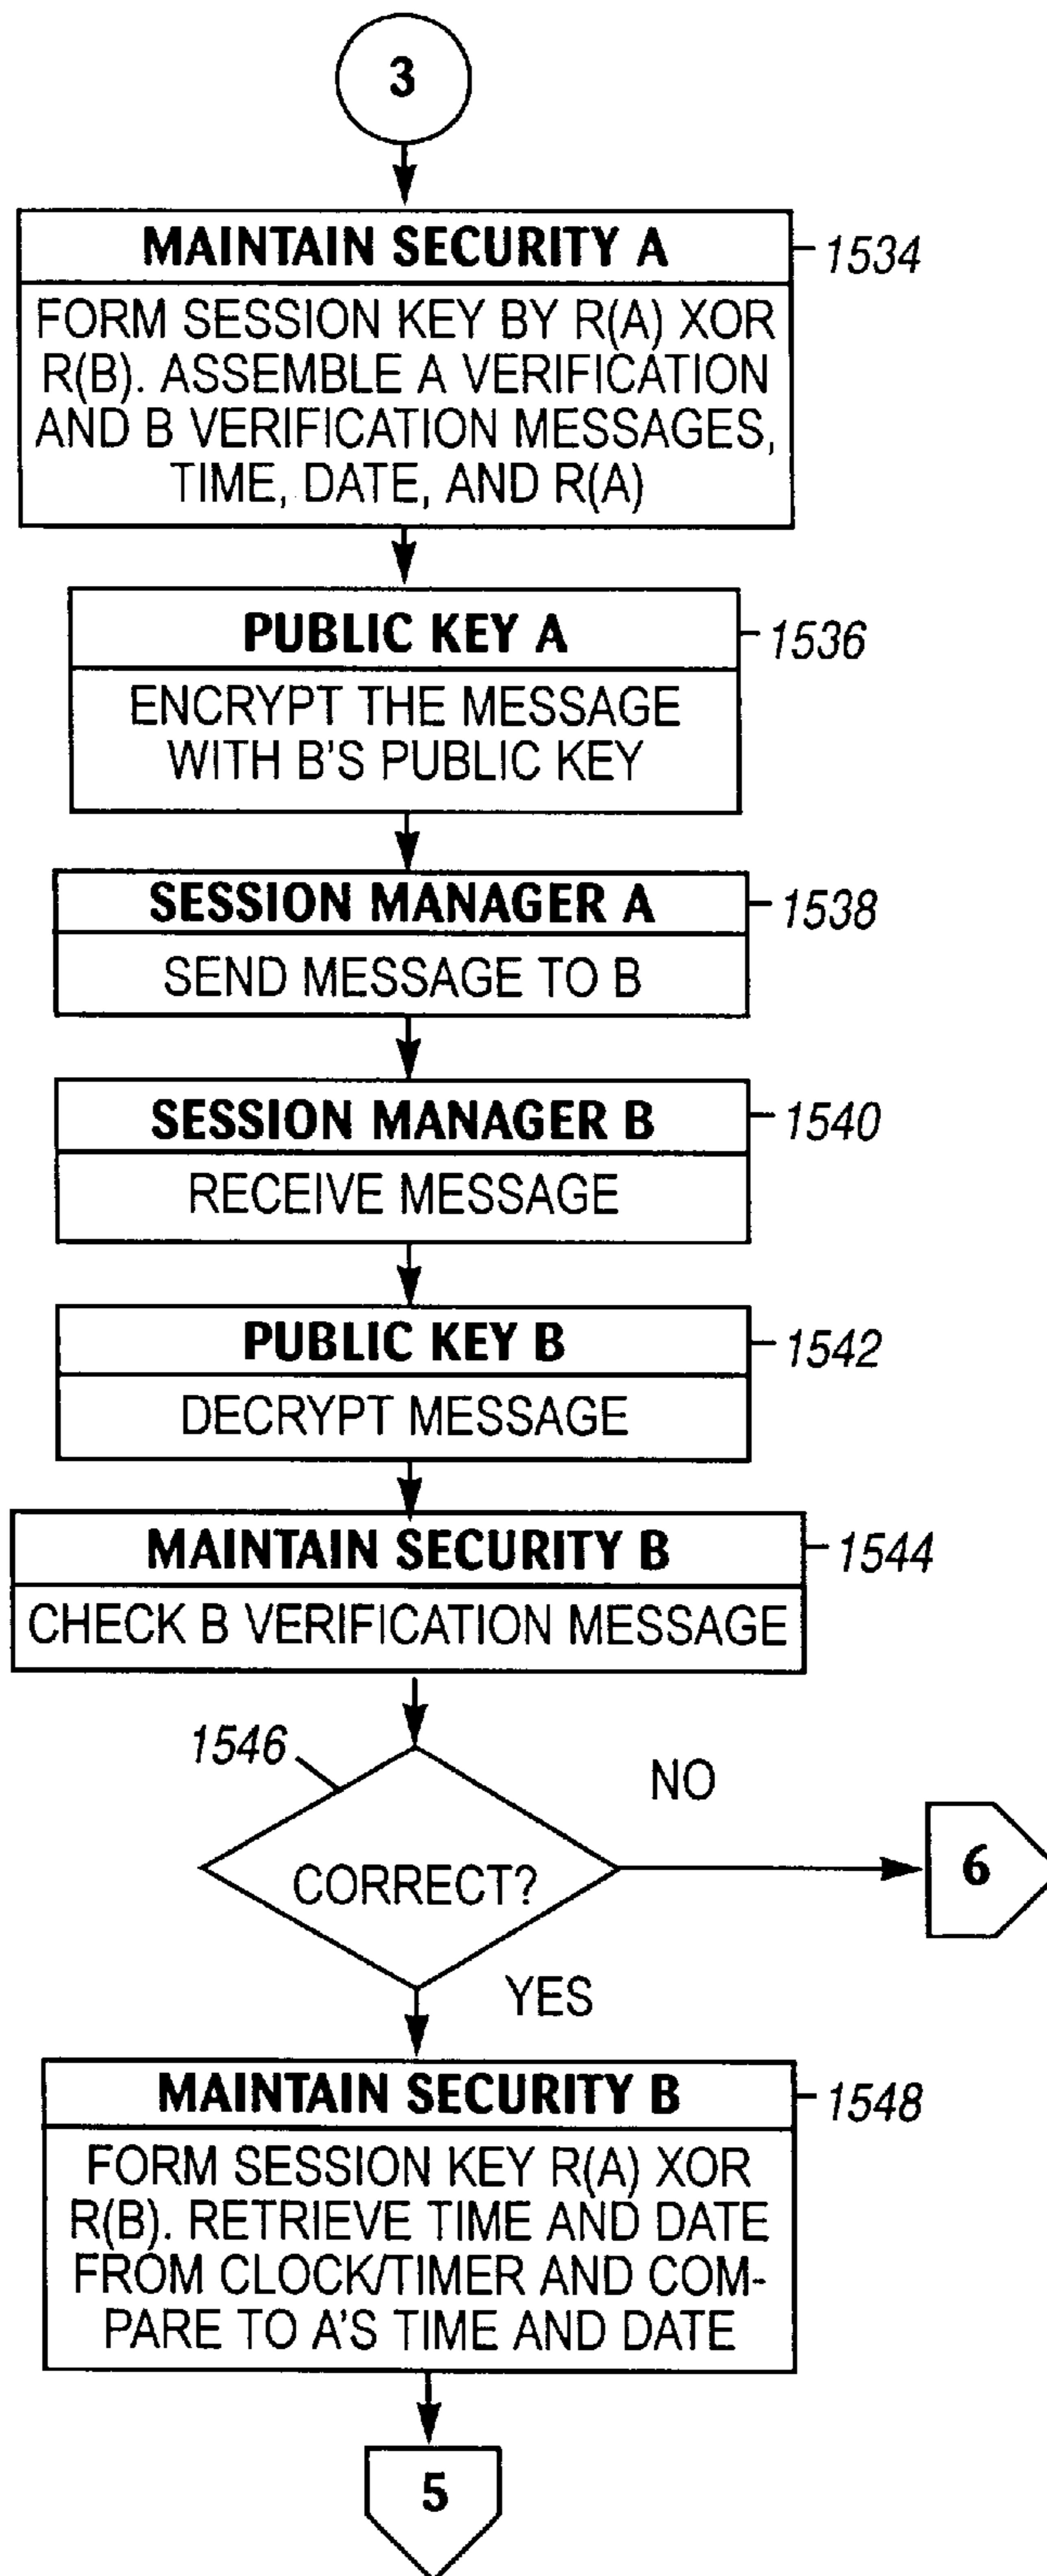 3
MAINTAIN SECURITY A
1534
FORM SESSION KEY BY R(A) XOR
R(B). ASSEMBLE A VERIFICATION
AND B VERIFICATION MESSAGES,
TIME, DATE, AND R(A)
PUBLIC KEY A
1536
ENCRYPT THE MESSAGE
WITH B'S PUBLIC KEY
SESSION MANAGER A
1538
SEND MESSAGE TO B
SESSION MANAGER B
1540
RECEIVE MESSAGE
PUBLIC KEY B
1542
DECRYPT MESSAGE
MAINTAIN SECURITY B
1544
CHECK B VERIFICATION MESSAGE
1546
NO
CORRECT?
6
YES
MAINTAIN SECURITY B
1548
FORM SESSION KEY R(A) XOR
R(B). RETRIEVE TIME AND DATE
FROM CLOCK/TIMER AND COM-
PARE TO A'S TIME AND DATE
5